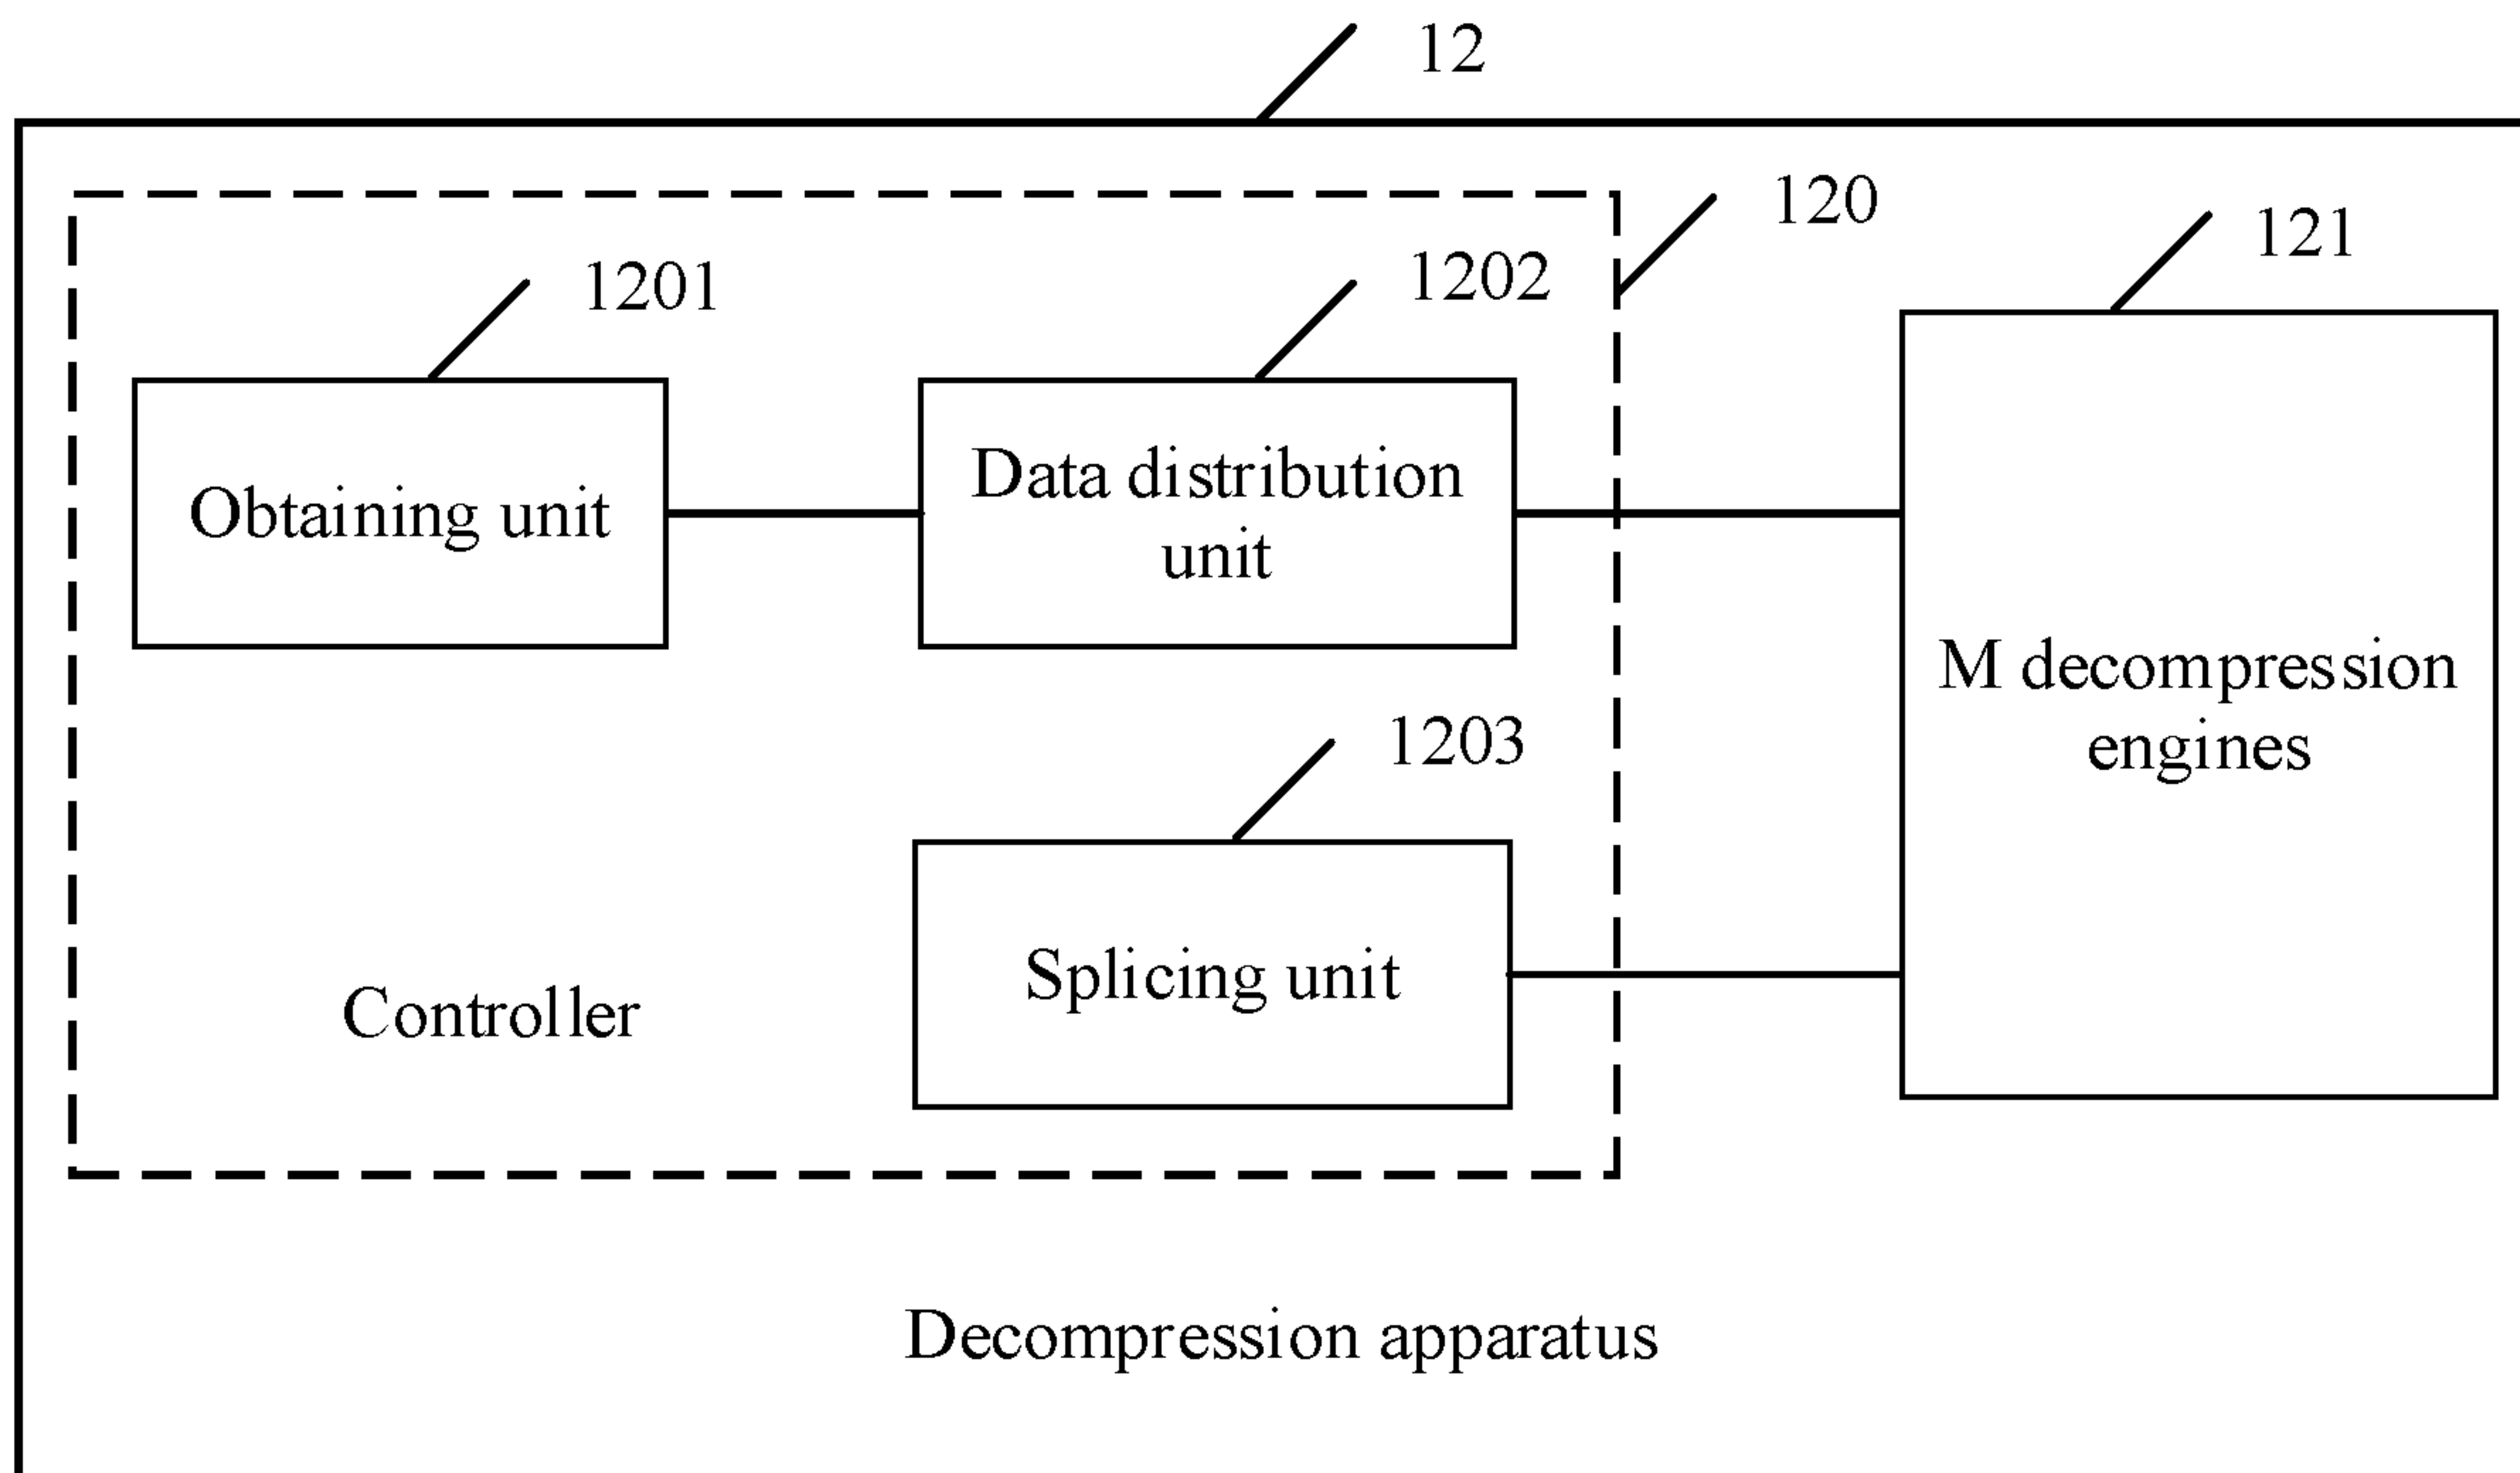 12
120
121
1201
1202
Obtaining unit
Data distribution
unit
M decompression
engines
1203
Splicing unit
Controller
Decompression apparatus